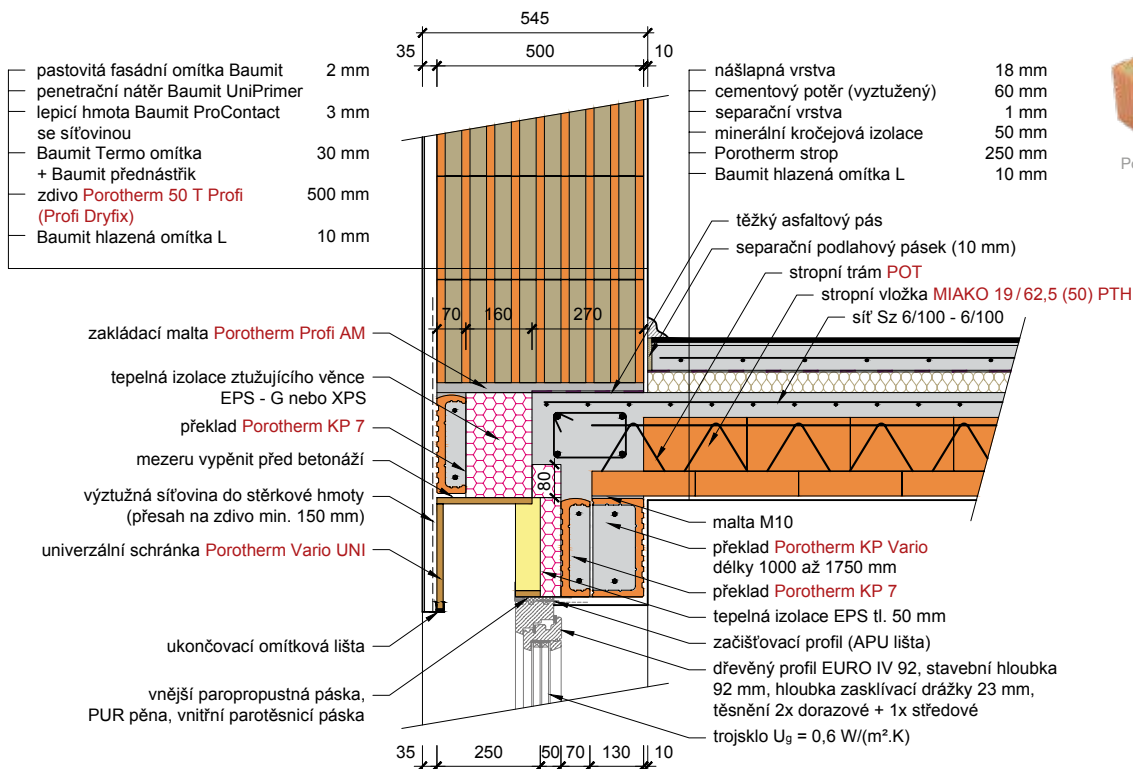 545
35 500 10
pastovitá fasádní omítka Baumit 2 mm
penetrační nátěr Baumit UniPrimer
lepicí hmota Baumit ProContact 3 mm
se síťovinou
Baumit Termo omítka 30 mm
+ Baumit přednástřik
zdivo Porotherm 50 T Profi 500 mm
(Profi Dryfix)
Baumit hlazená omítka L 10 mm
nášlapná vrstva 18 mm
cementový potěr (vyztužený) 60 mm
separační vrstva 1 mm
minerální kročejová izolace 50 mm
Porotherm strop 250 mm
Baumit hlazená omítka L 10 mm
těžký asfaltový pás
separační podlahový pásek (10 mm)
stropní trám POT
stropní vložka MIAKO 19/62,5 (50) PTH
síť Sz 6/100 - 6/100
70 160 270
zakládací malta Porotherm Profi AM
tepelná izolace ztužujícího věnce
EPS - G nebo XPS
překlad Porotherm KP 7
mezeru vypěnit před betonáží
výztužná síťovina do stěrkové hmoty
(přesah na zdivo min. 150 mm)
univerzální schránka Porotherm Vario UNI
ukončovací omítková lišta
vnější paropropustná páska,
PUR pěna, vnitřní parotěsnicí páska
80
malta M10
překlad Porotherm KP Vario
délky 1000 až 1750 mm
překlad Porotherm KP 7
tepelná izolace EPS tl. 50 mm
začišťovací profil (APU lišta)
dřevěný profil EURO IV 92, stavební hloubka
92 mm, hloubka zasklívací drážky 23 mm,
těsnění 2x dorazové + 1x středové
trojsklo Ug = 0,6 W/(m².K)
35 250 50 70 130 10